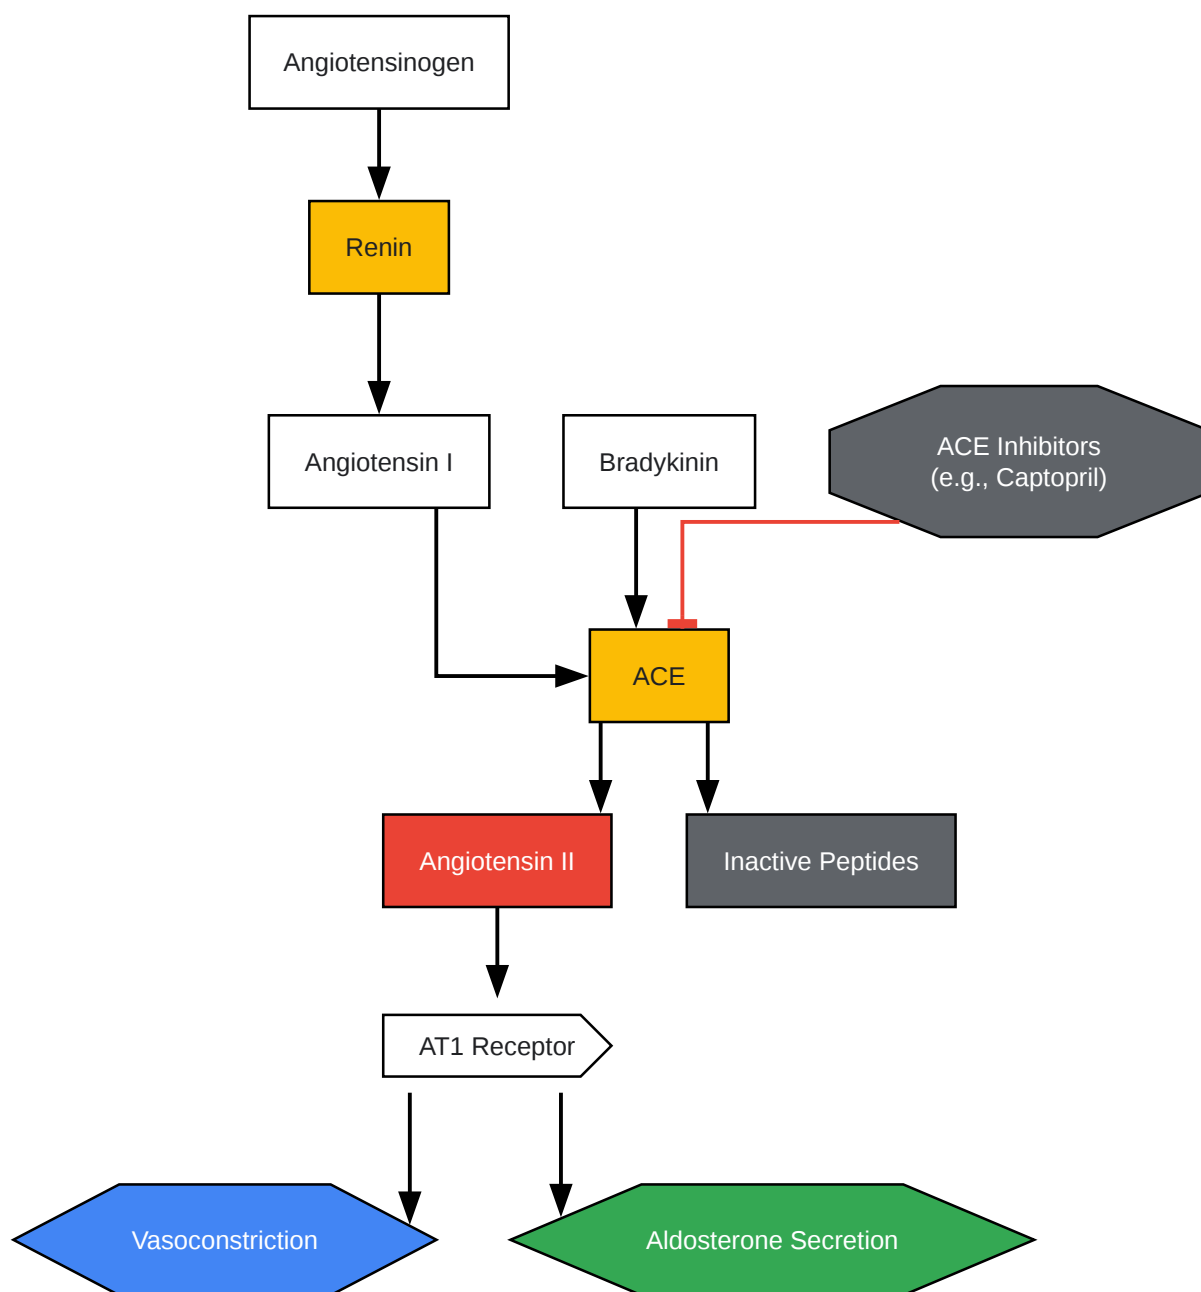 Angiotensinogen
Renin
Angiotensin I
Bradykinin
ACE Inhibitors
(e.g., Captopril)
ACE
Angiotensin II
Inactive Peptides
AT1 Receptor
Vasoconstriction
Aldosterone Secretion